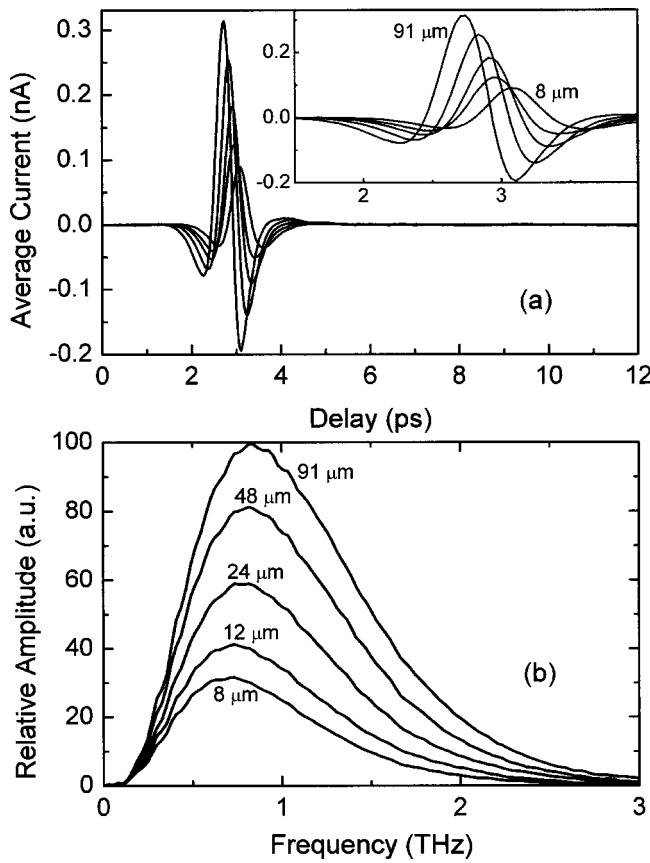 0.3
0.2
0.1
0.0
-0.1
-0.2
Average Current (nA)
0.2
0.0
-0.2
91 μm
8 μm
2
3
(a)
0
2
4
6
8
10
12
Delay (ps)
100
80
60
40
20
0
Relative Amplitude (a.u.)
91 μm
48 μm
24 μm
12 μm
8 μm
(b)
0
1
2
3
Frequency (THz)